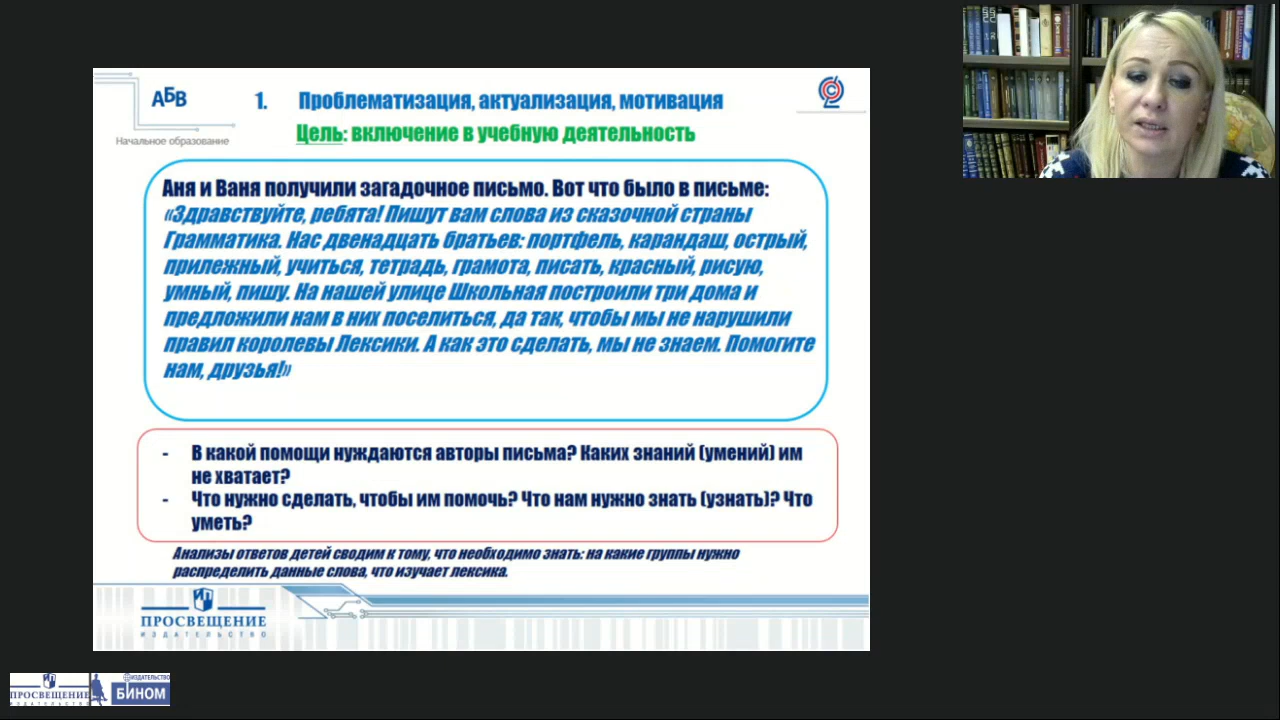 АБВ
Начальное образование
1. Проблематизация, актуализация, мотивация
Цель: включение в учебную деятельность
Аня и Ваня получили загадочное письмо. Вот что было в письме:
«Здравствуйте, ребята! Пишут вам слова из сказочной страны
Грамматика. Нас двенадцать братьев: портфель, карандаш, острый,
прилежный, учиться, тетрадь, грамота, писать, красный, рисую,
умный, пишу. На нашей улице Школьная построили три дома и
предложили нам в них поселиться, да так, чтобы мы не нарушили
правил королевы Лексики. А как это сделать, мы не знаем. Помогите
нам, друзья!»
- В какой помощи нуждаются авторы письма? Каких знаний (умений) им
не хватает?
- Что нужно сделать, чтобы им помочь? Что нам нужно знать (узнать)? Что
уметь?
Анализы ответов детей сводим к тому, что необходимо знать: на какие группы нужно
распределить данные слова, что изучает лексика.
ПРОСВЕЩЕНИЕ
ИЗДАТЕЛЬСТВО
ПРОСВЕЩЕНИЕ
ИЗДАТЕЛЬСТВО
ИЗДАТЕЛЬСТВО
БИНОМ